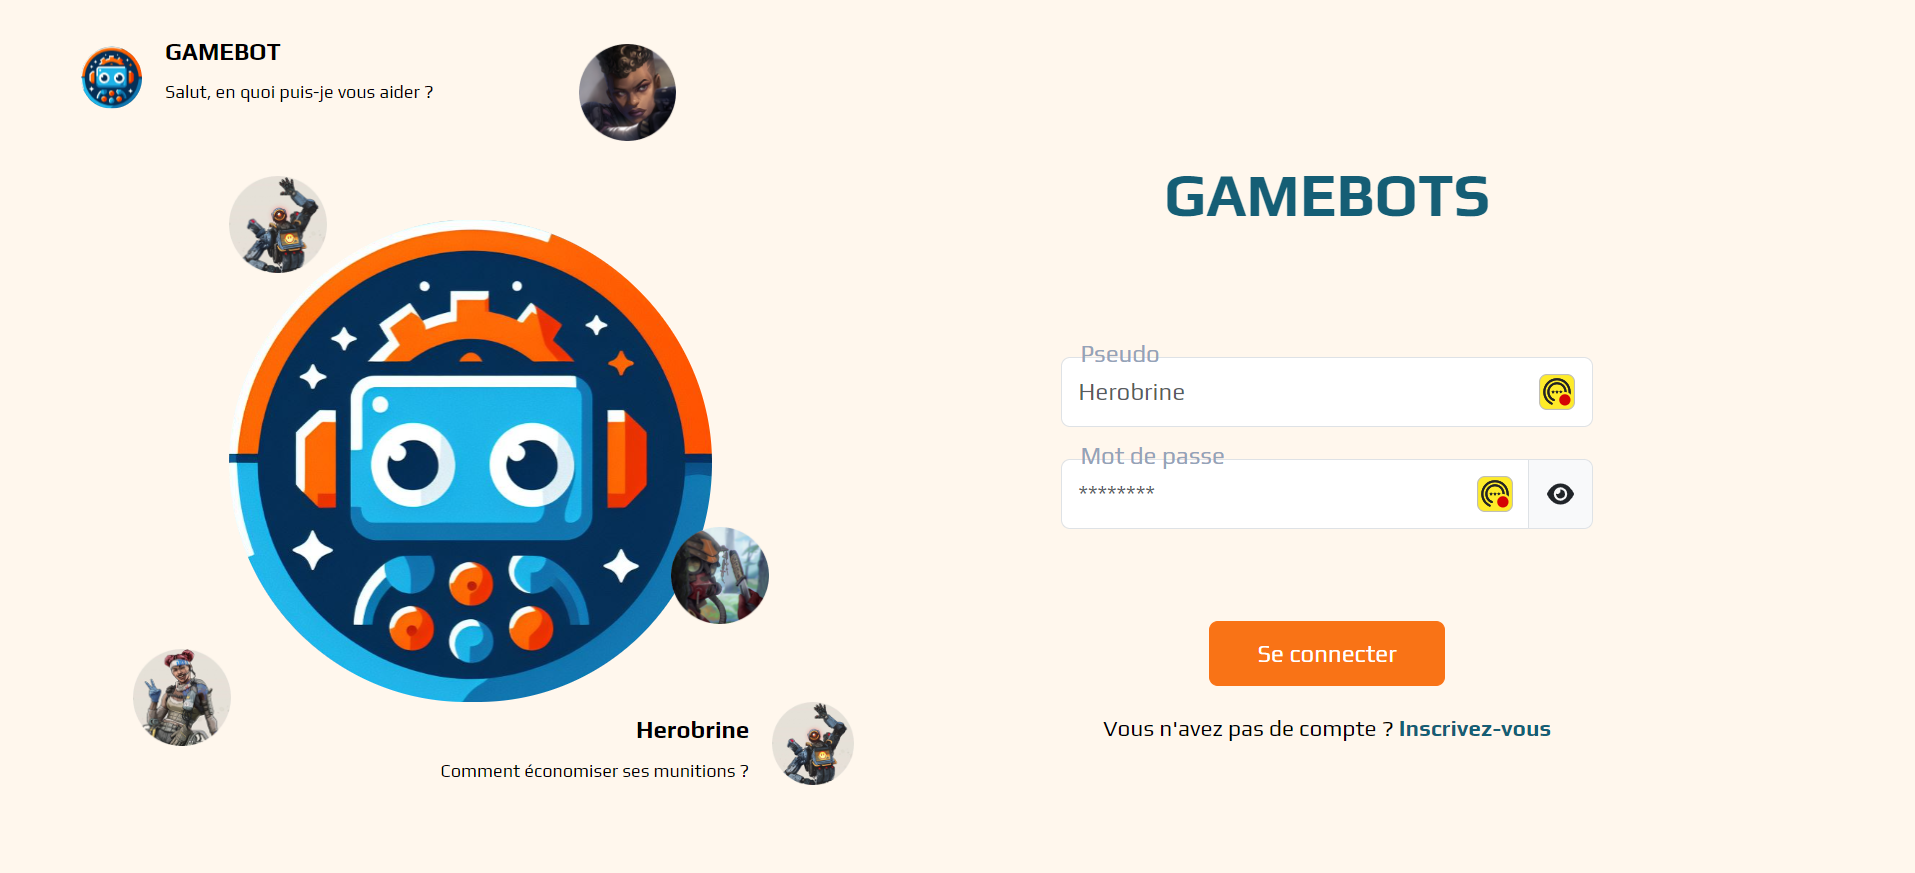 GAMEBOT
Salut, en quoi puis-je vous aider ?
Herobrine
Comment économiser ses munitions ?
GAMEBOTS
Pseudo
Herobrine
Mot de passe
********
Se connecter
Vous n'avez pas de compte ? Inscrivez-vous